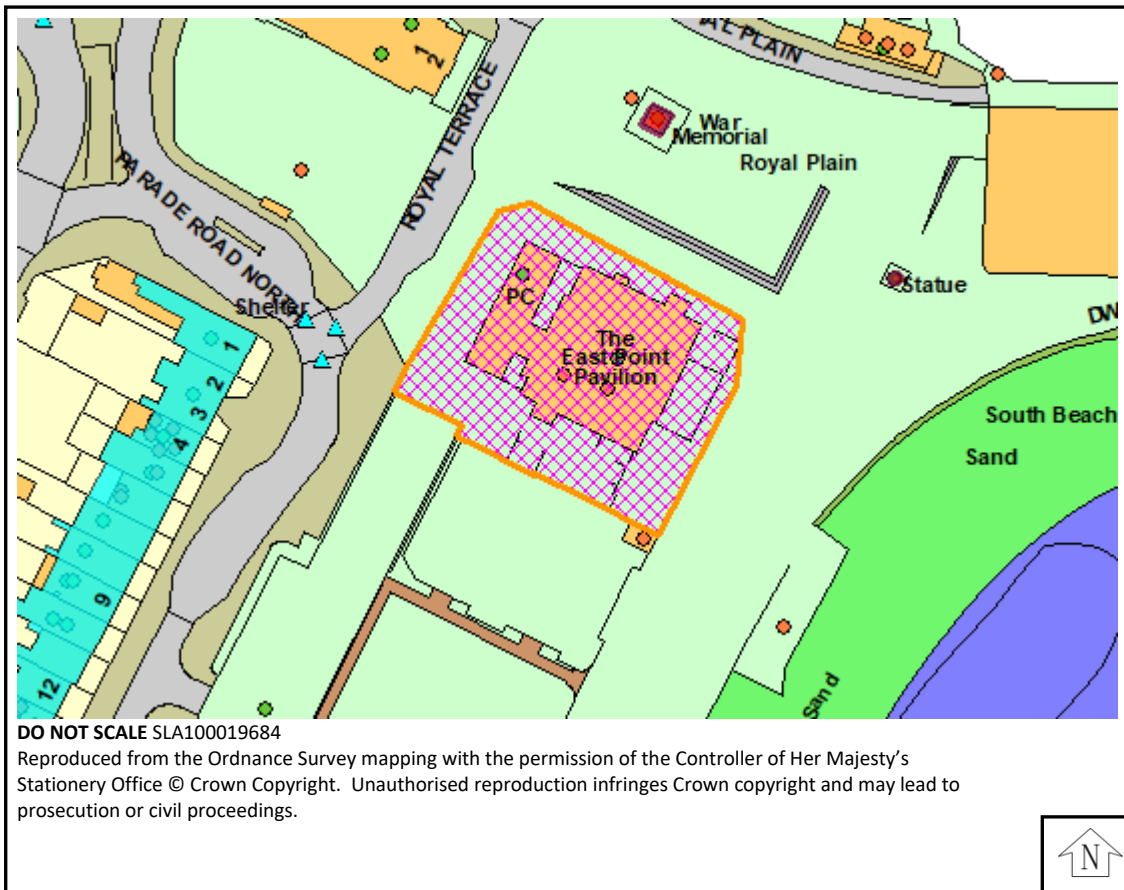 AL PLAIN
1
2
ROYAL TERRACE
War
Memorial
Royal Plain
PARADE ROAD NORTH
Shelter
PC
Statue
The
East Point
Pavilion
1
2
3
4
9
12
South Beach
Sand
Sand
DO NOT SCALE SLA100019684
Reproduced from the Ordnance Survey mapping with the permission of the Controller of Her Majesty’s
Stationery Office © Crown Copyright. Unauthorised reproduction infringes Crown copyright and may lead to
prosecution or civil proceedings.
N